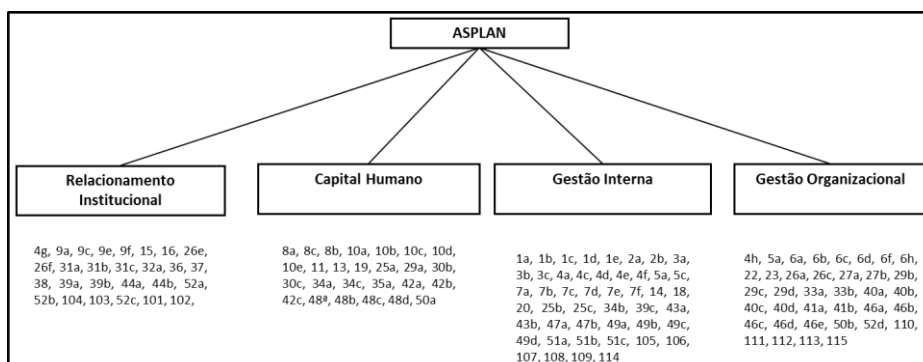 ASPLAN
Relacionamento
Institucional
4g, 9a, 9c, 9e, 9f, 15, 16, 26e,
26f, 31a, 31b, 31c, 32a, 36, 37,
38, 39a, 39b, 44a, 44b, 52a,
52b, 104, 103, 52c, 101, 102,
Capital Humano
8a, 8c, 8b, 10a, 10b, 10c, 10d,
10e, 11, 13, 19, 25a, 29a, 30b,
30c, 34a, 34c, 35a, 42a, 42b,
42c, 48ª, 48b, 48c, 48d, 50a
Gestão Interna
1a, 1b, 1c, 1d, 1e, 2a, 2b, 3a,
3b, 3c, 4a, 4c, 4d, 4e, 4f, 5a, 5c,
7a, 7b, 7c, 7d, 7e, 7f, 14, 18,
20, 25b, 25c, 34b, 39c, 43a,
43b, 47a, 47b, 49a, 49b, 49c,
49d, 51a, 51b, 51c, 105, 106,
107, 108, 109, 114
Gestão Organizacional
4h, 5a, 6a, 6b, 6c, 6d, 6f, 6h,
22, 23, 26a, 26c, 27a, 27b, 29b,
29c, 29d, 33a, 33b, 40a, 40b,
40c, 40d, 41a, 41b, 46a, 46b,
46c, 46d, 46e, 50b, 52d, 110,
111, 112, 113, 115